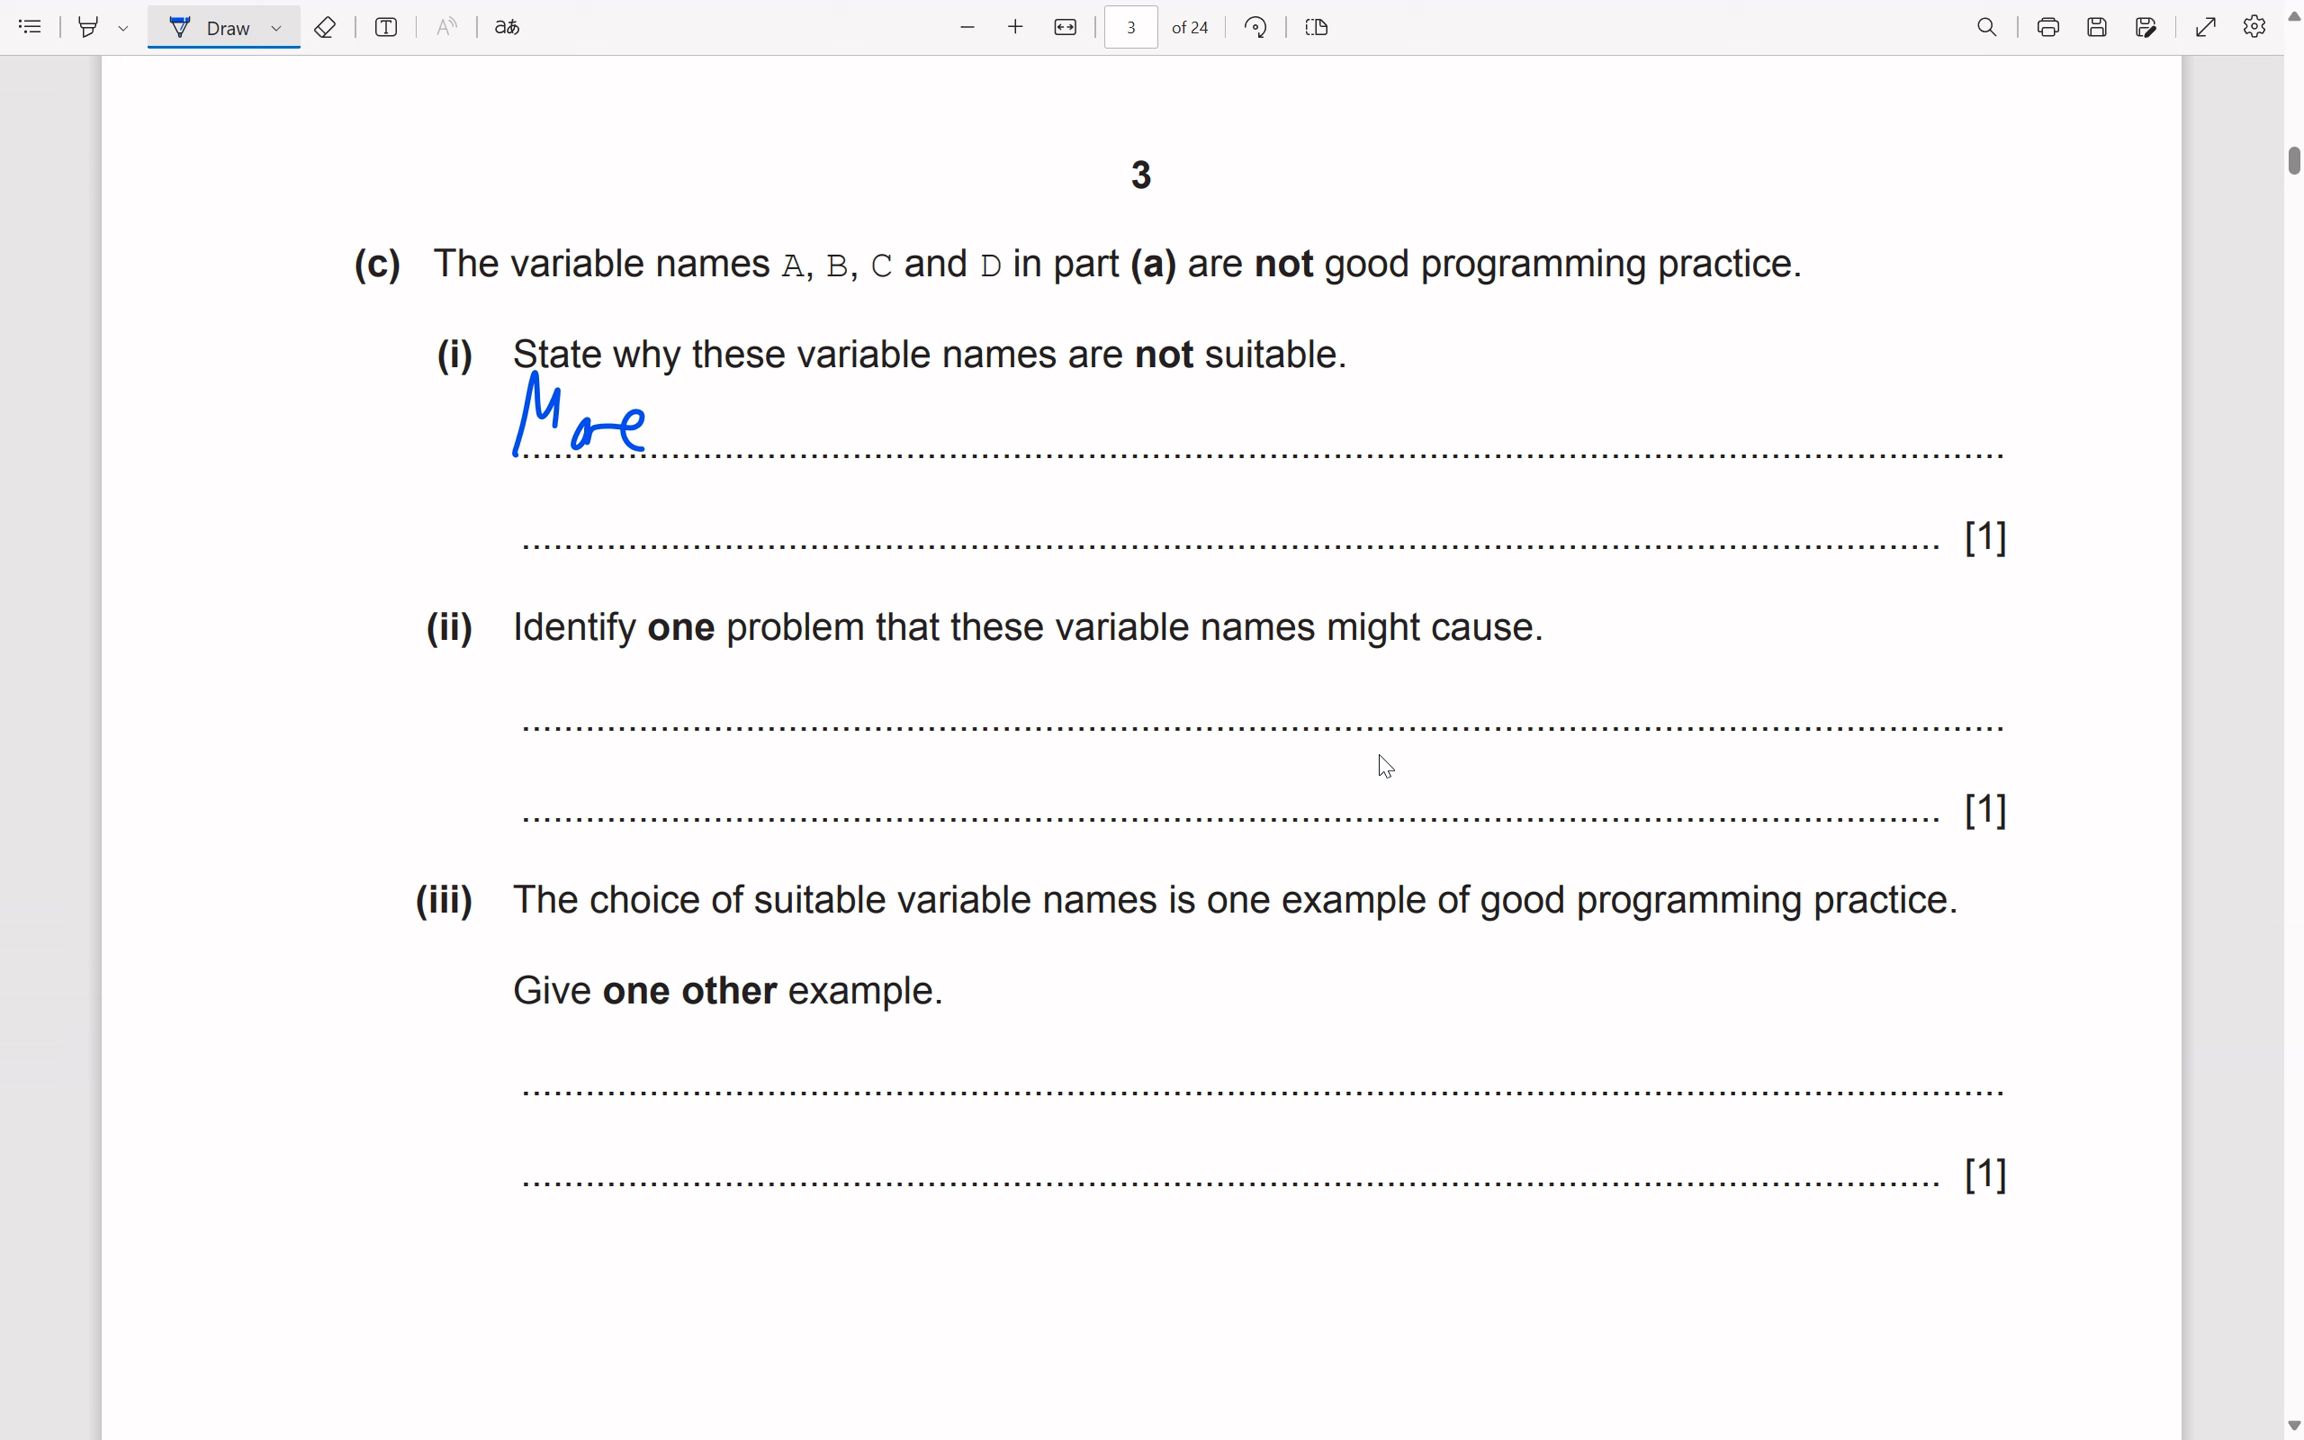 Draw
aあ
3 of 24
3
(c) The variable names A, B, C and D in part (a) are not good programming practice.
(i) State why these variable names are not suitable.
More
[1]
(ii) Identify one problem that these variable names might cause.
[1]
(iii) The choice of suitable variable names is one example of good programming practice.
Give one other example.
[1]